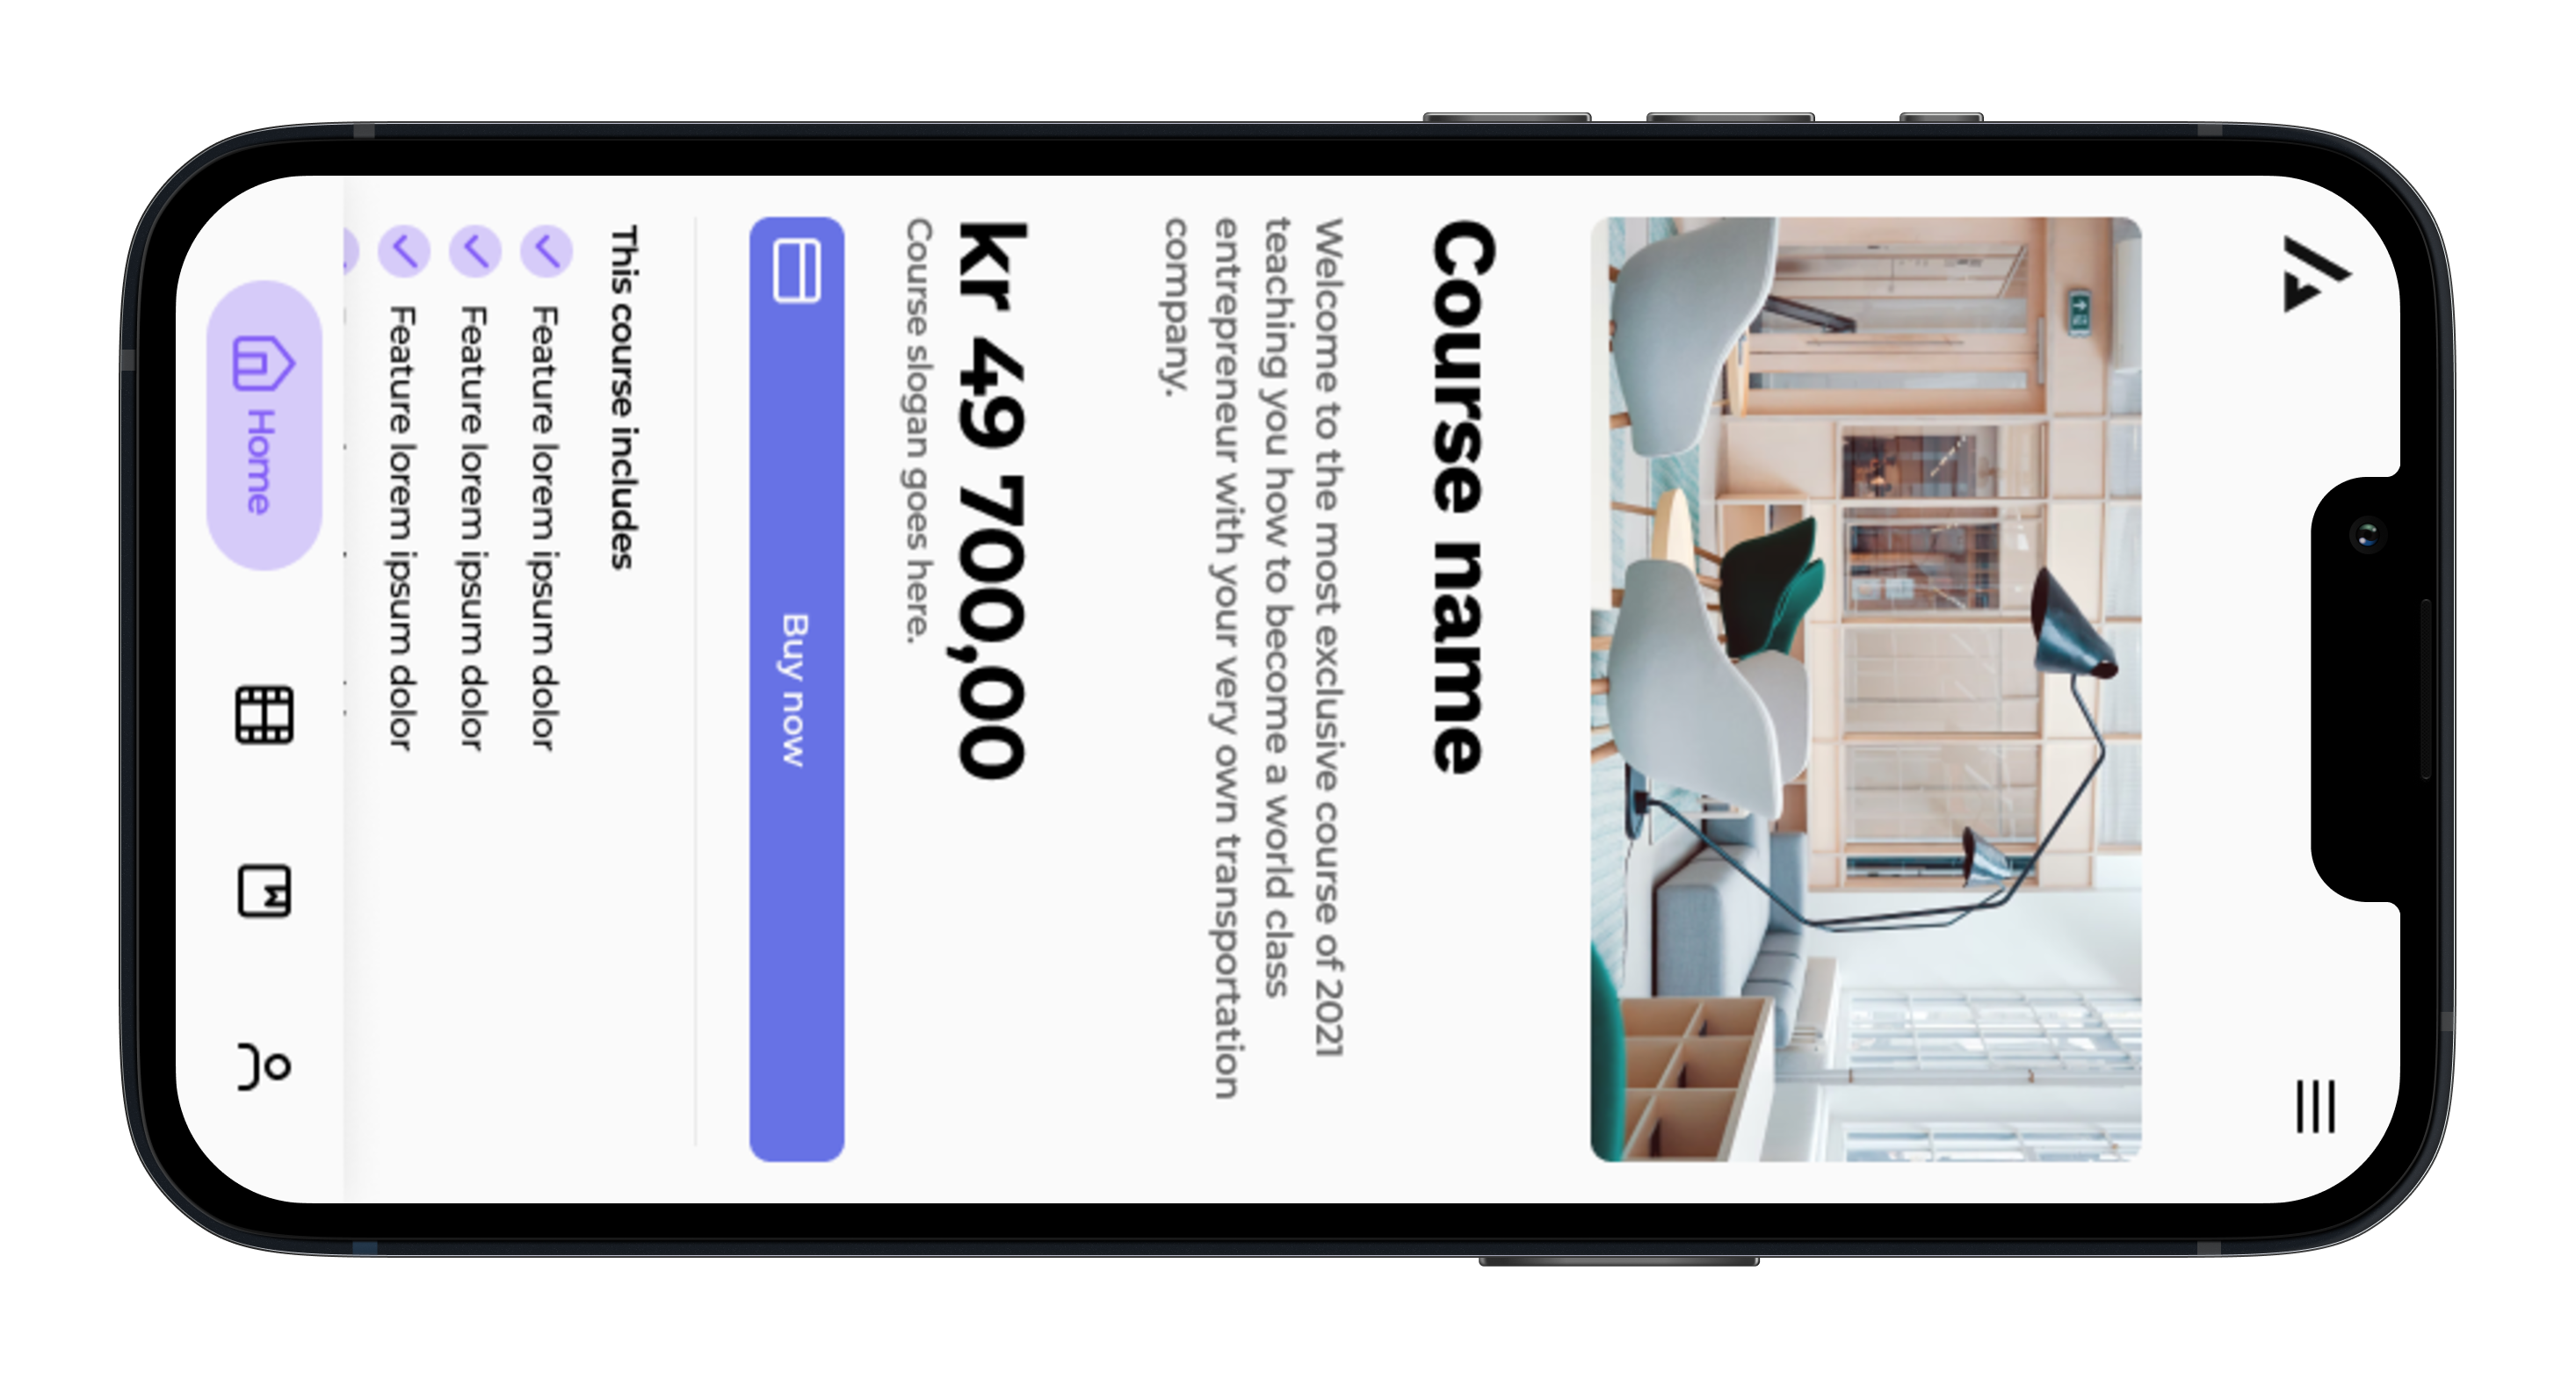 Course name
Welcome to the most exclusive course of 2021
teaching you how to become a world class
entrepreneur with your very own transportation
company.
kr 49 700,00
Course slogan goes here.
Buy now
This course includes
Feature lorem ipsum dolor
Feature lorem ipsum dolor
Feature lorem ipsum dolor
Home